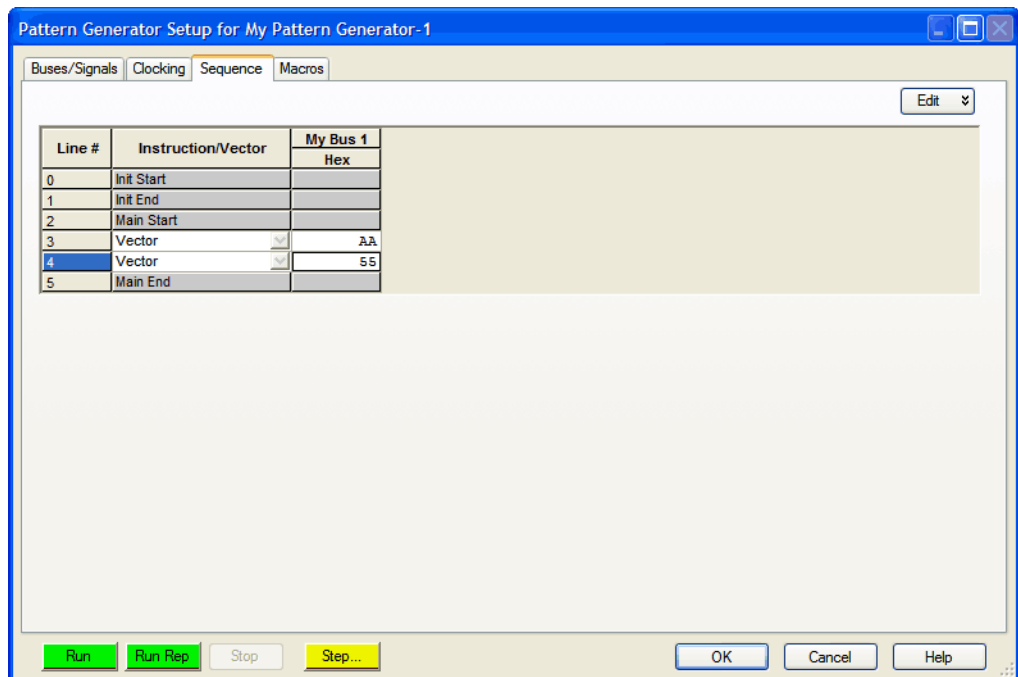 Pattern Generator Setup for My Pattern Generator-1
Buses/Signals Clocking Sequence Macros
Edit
Line # Instruction/Vector My Bus 1
Hex
0 Init Start
1 Init End
2 Main Start
3 Vector AA
4 Vector 55
5 Main End
Run Run Rep Stop Step... OK Cancel Help